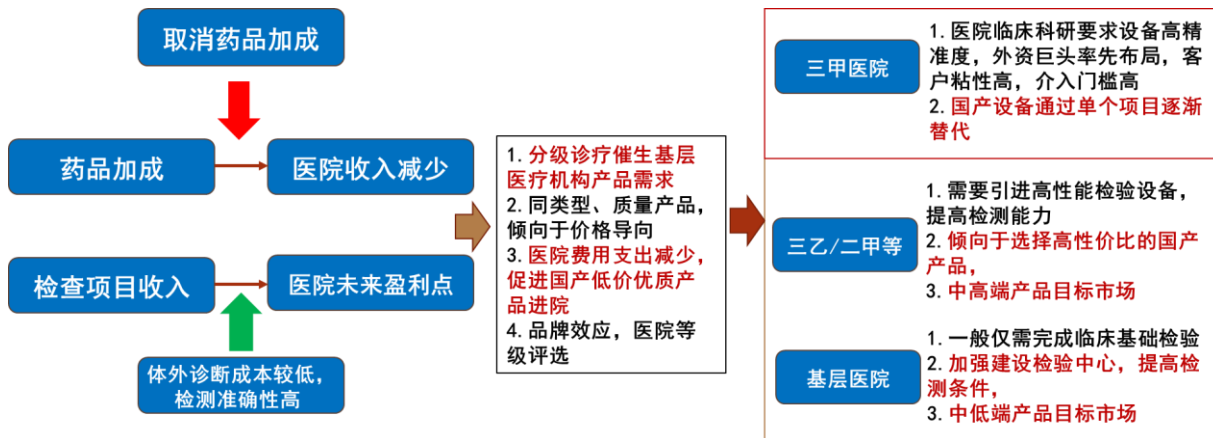 取消药品加成
药品加成
医院收入减少
检查项目收入
医院未来盈利点
体外诊断成本较低，
检测准确性高
1. 分级诊疗催生基层
医疗机构产品需求
2. 同类型、质量产品，
倾向于价格导向
3. 医院费用支出减少，
促进国产低价优质产
品进院
4. 品牌效应，医院等
级评选
三甲医院
1. 医院临床科研要求设备高精
准度，外资巨头率先布局，客
户粘性高，介入门槛高
2. 国产设备通过单个项目逐渐
替代
三乙/二甲等
1. 需要引进高性能检验设备，
提高检测能力
2. 倾向于选择高性价比的国产
产品，
3. 中高端产品目标市场
基层医院
1. 一般仅需完成临床基础检验
2. 加强建设检验中心，提高检
测条件，
3. 中低端产品目标市场